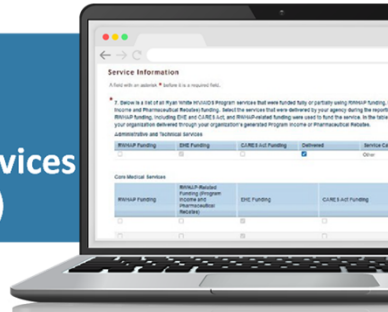 vices
)
Service Information
A field with an asterisk * before it is a required field.
* 7. Below is a list of all Ryan White HIV/AIDS Program services that were funded fully or partially using RWHAP funding,
Income and Pharmaceutical Rebates) funding. Select the services that were delivered by your agency during the reporti
RWHAP funding, including EHE and CARES Act, and RWHAP-related funding were used to fund the service. In the table
your organization delivered through your organization's generated Program Income or Pharmaceutical Rebates.
Administrative and Technical Services
RWHAP Funding EHE Funding CARES Act Funding Delivered Service Ca
Other
Core Medical Services
RWHAP Funding RWHAP-Related Funding (Program Income and Pharmaceutical Rebates) EHE Funding CARES Act Funding